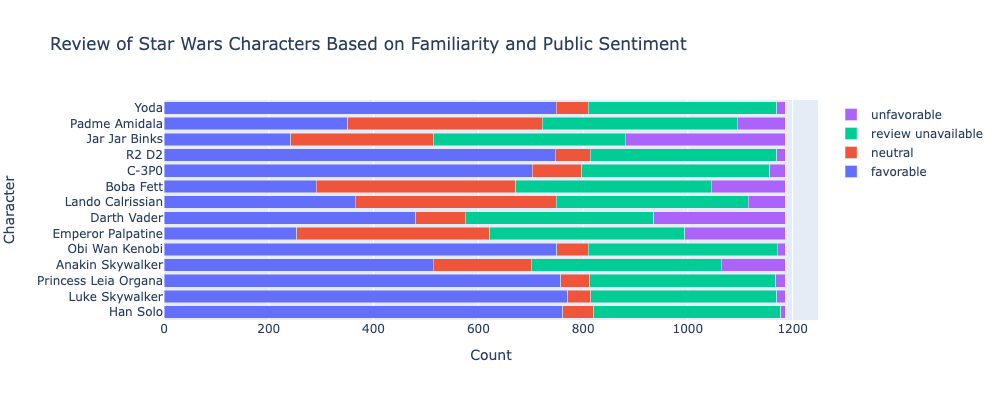 Review of Star Wars Characters Based on Familiarity and Public Sentiment
Yoda
Padme Amidala
Jar Jar Binks
R2 D2
C-3P0
Boba Fett
Lando Calrissian
Darth Vader
Emperor Palpatine
Obi Wan Kenobi
Anakin Skywalker
Princess Leia Organa
Luke Skywalker
Han Solo
Character
0 200 400 600 800 1000 1200
Count
unfavorable
review unavailable
neutral
favorable